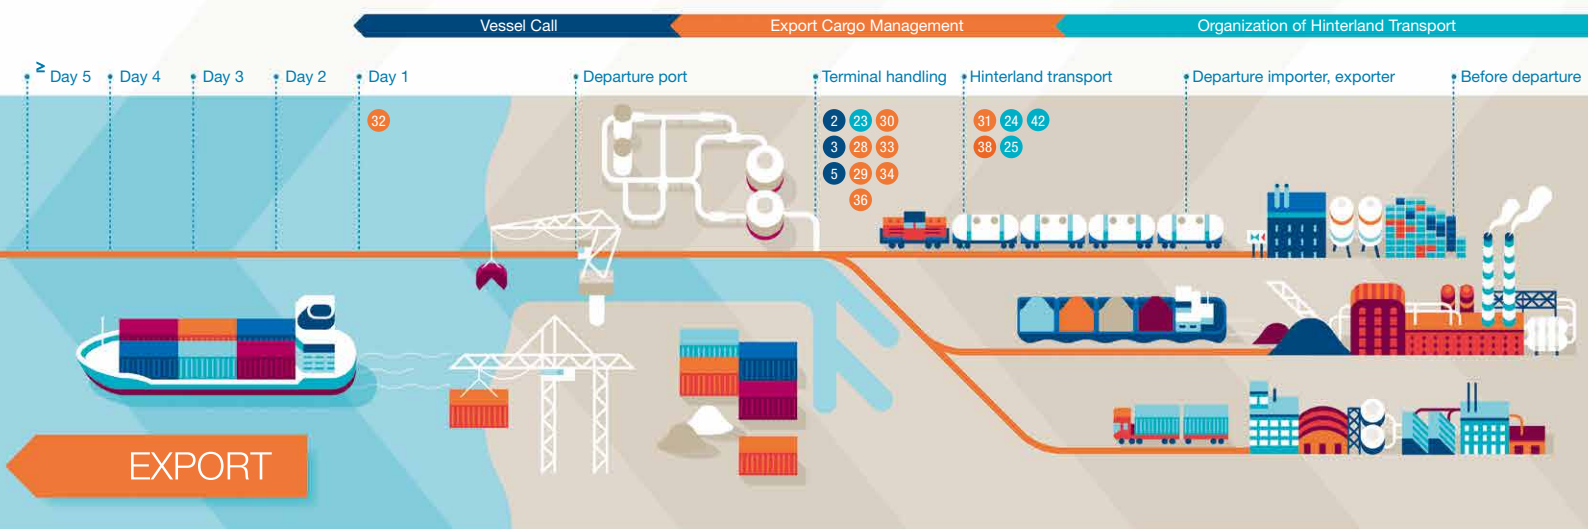 Vessel Call Export Cargo Management Organization of Hinterland Transport
≥ Day 5 Day 4 Day 3 Day 2 Day 1 Departure port Terminal handling Hinterland transport Departure importer, exporter Before departure
32 2 23 30 31 24 42
3 28 33 38 25
5 29 34
36
EXPORT